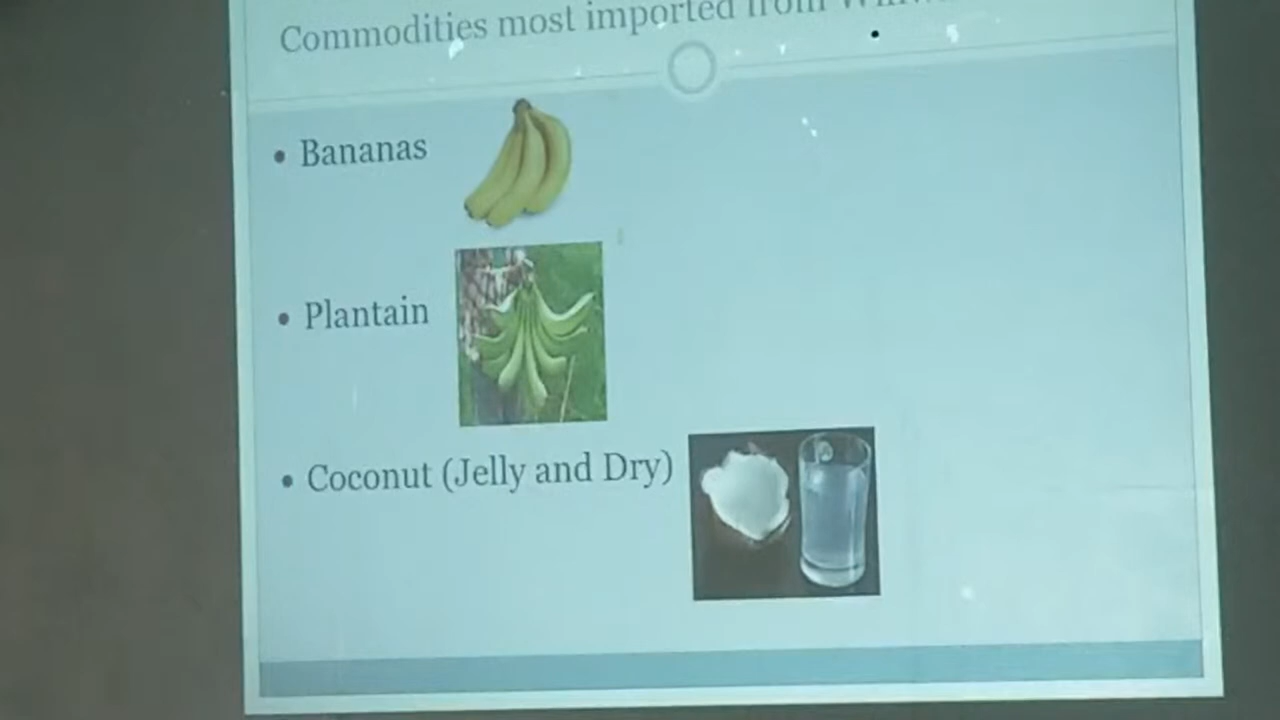 Commodities most imported from
• Bananas
• Plantain
• Coconut (Jelly and Dry)